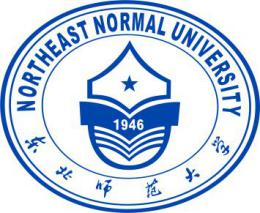 NORTHEAST NORMAL UNIVERSITY
1946
东北师范大学